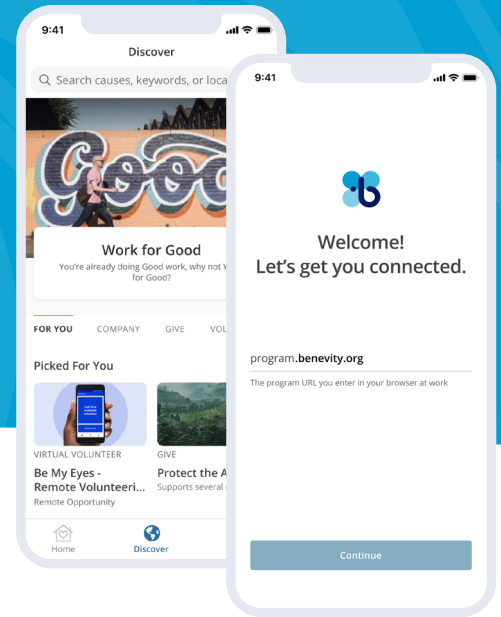 9:41
Discover
Search causes, keywords, or loca
Good
Work for Good
You're already doing Good work, why not
for Good?
FOR YOU COMPANY GIVE VOL
Picked For You
VIRTUAL VOLUNTEER
Be My Eyes -
Remote Volunteeri...
Remote Opportunity
GIVE
Protect the A
Supports several
Home
Discover
9:41
b
Welcome!
Let's get you connected.
program.benevity.org
The program URL you enter in your browser at work
Continue